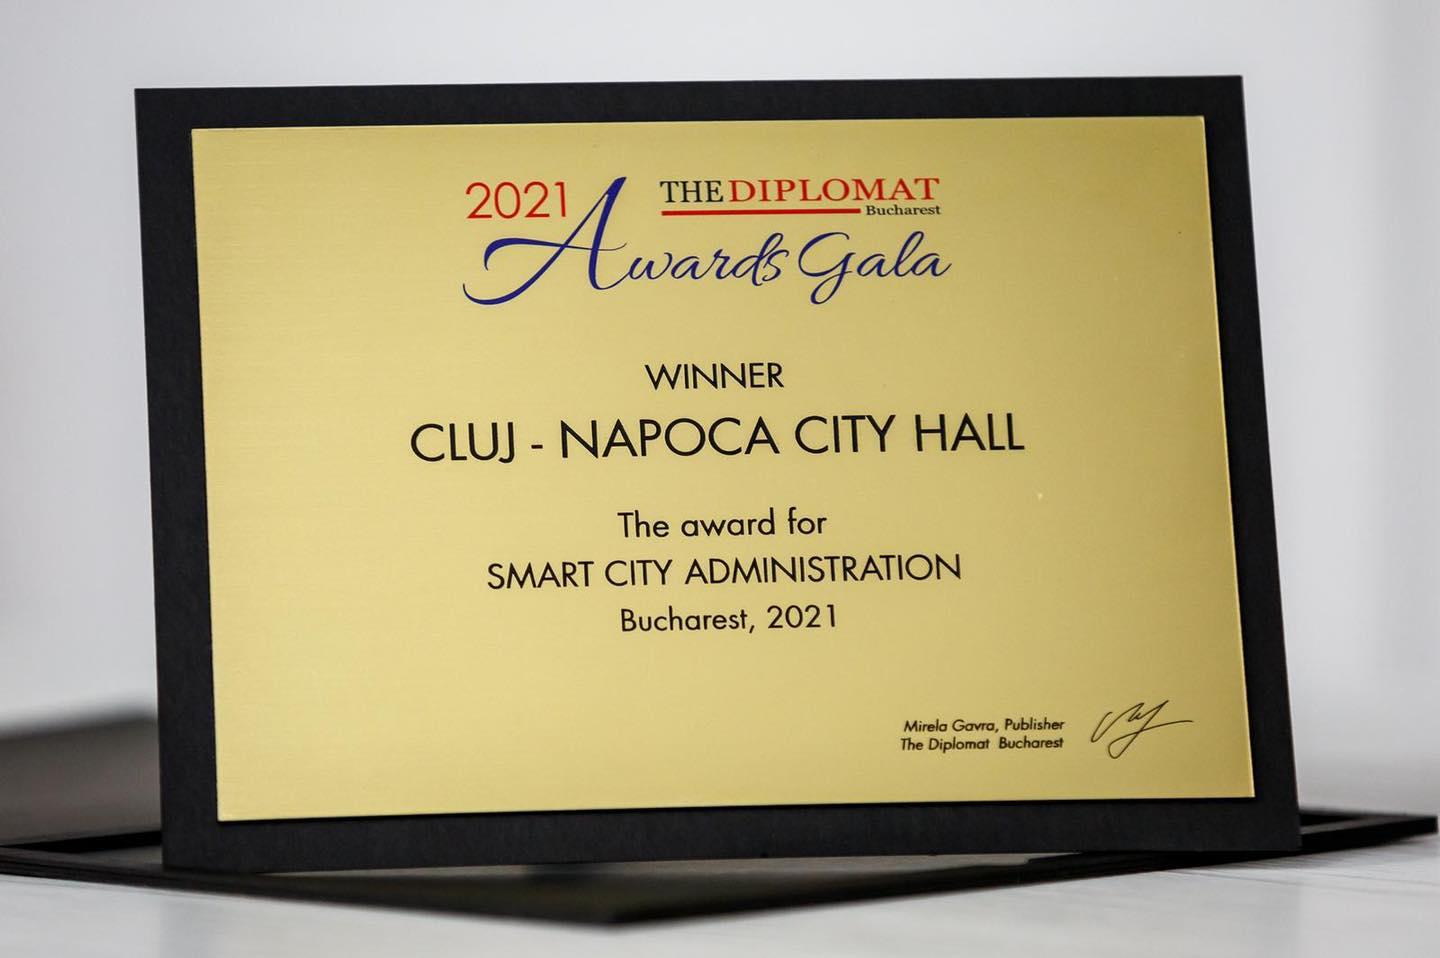 2021 THE DIPLOMAT
Bucharest
Awards Gala
WINNER
CLUJ - NAPOCA CITY HALL
The award for
SMART CITY ADMINISTRATION
Bucharest, 2021
Mirela Gavra, Publisher
The Diplomat Bucharest